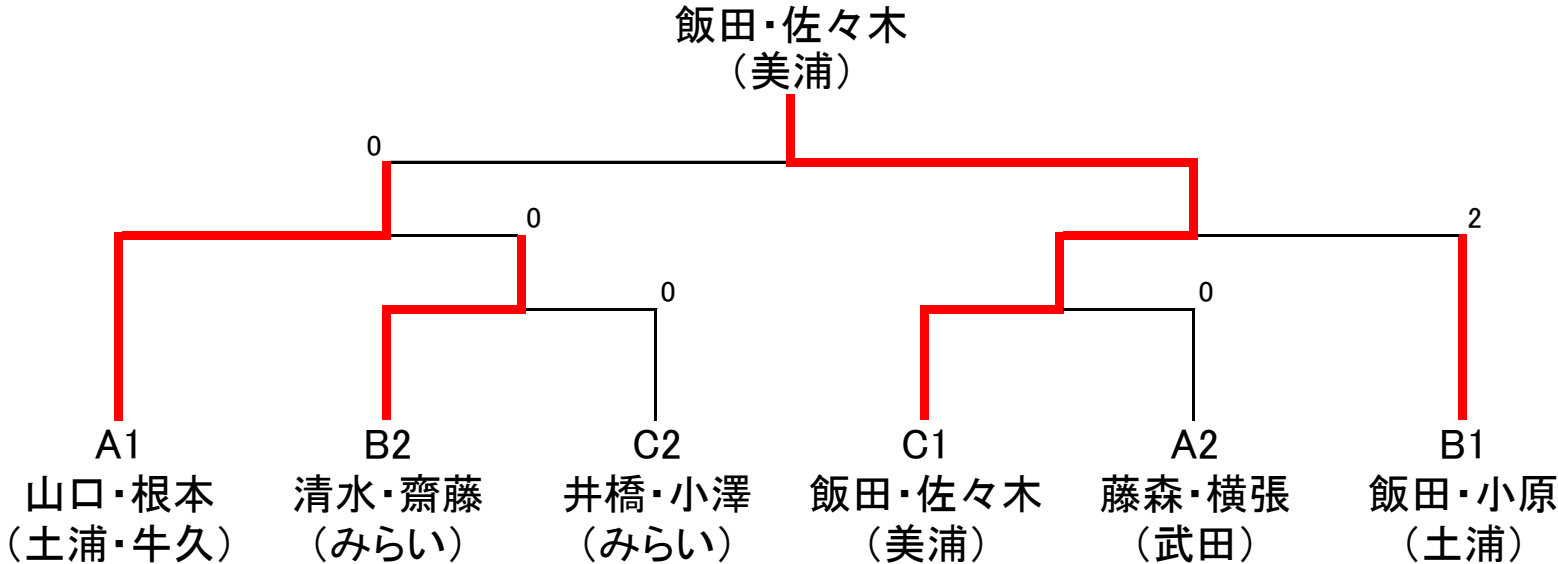 飯田・佐々木
（美浦）
0
0
2
0
0
A1
B2
C2
C1
A2
B1
山口・根本
清水・齋藤
井橋・小澤
飯田・佐々木
藤森・横張
飯田・小原
（土浦・牛久）
（みらい）
（みらい）
（美浦）
（武田）
（土浦）